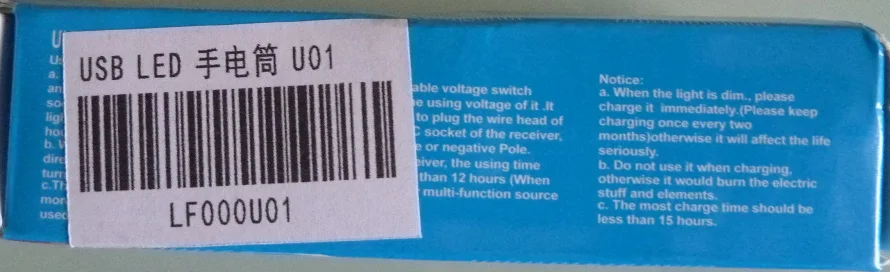 USB LED 手电筒 U01
LF000U01
able voltage switch
using voltage of it .It
to plug the wire head of
socket of the receiver,
or negative Pole.
the using time
than 12 hours (When
multi-function source
Notice:
a. When the light is dim., please
charge it immediately.(Please keep
charging once every two
months)otherwise it will affect the life
seriously.
b. Do not use it when charging,
otherwise it would burn the electric
stuff and elements.
c. The most charge time should be
less than 15 hours.